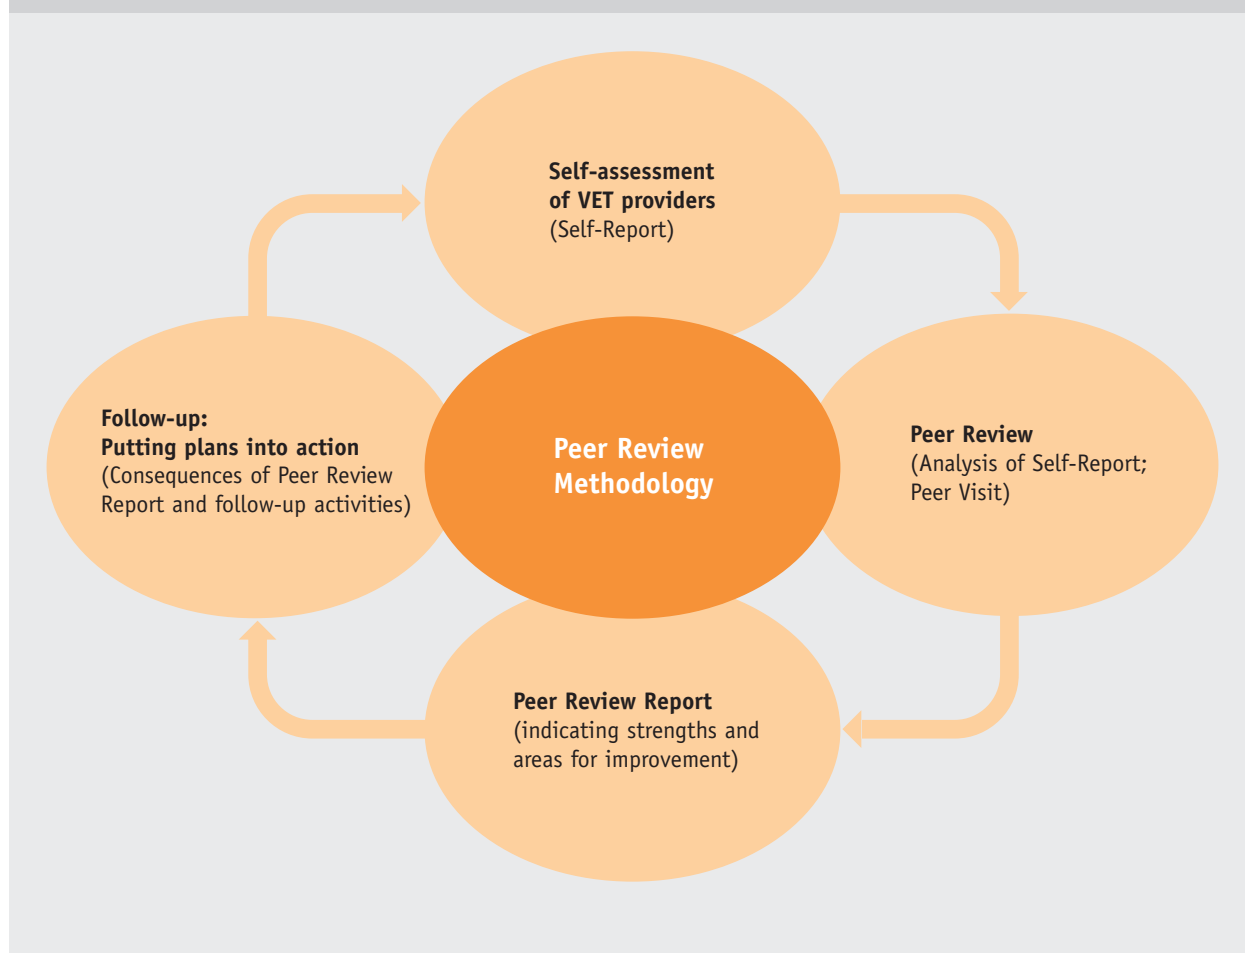 Self-assessment
of VET providers
(Self-Report)
Peer Review
(Analysis of Self-Report;
Peer Visit)
Peer Review Report
(indicating strengths and
areas for improvement)
Follow-up:
Putting plans into action
(Consequences of Peer Review
Report and follow-up activities)
Peer Review
Methodology